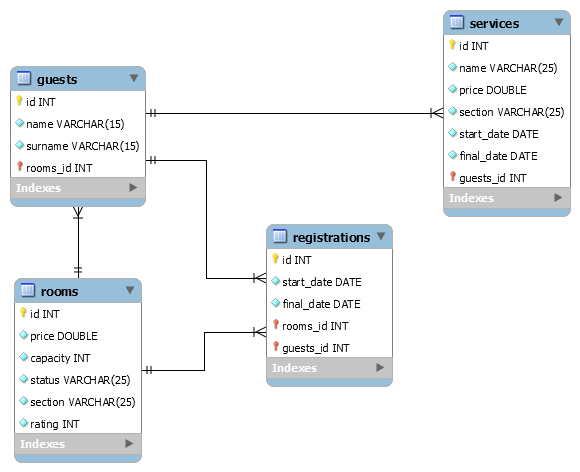 guests
id INT
name VARCHAR(15)
surname VARCHAR(15)
rooms_id INT
Indexes
services
id INT
name VARCHAR(25)
price DOUBLE
section VARCHAR(25)
start_date DATE
final_date DATE
guests_id INT
Indexes
rooms
id INT
price DOUBLE
capacity INT
status VARCHAR(25)
section VARCHAR(25)
rating INT
Indexes
registrations
id INT
start_date DATE
final_date DATE
rooms_id INT
guests_id INT
Indexes